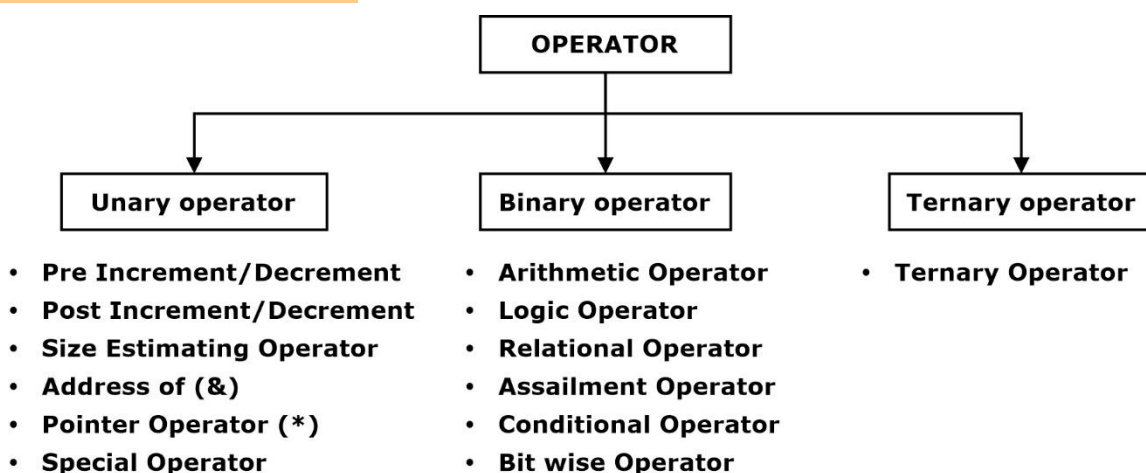 OPERATOR
Unary operator
Binary operator
Ternary operator
• Pre Increment/Decrement
• Post Increment/Decrement
• Size Estimating Operator
• Address of (&)
• Pointer Operator (*)
• Special Operator
• Arithmetic Operator
• Logic Operator
• Relational Operator
• Assailment Operator
• Conditional Operator
• Bit wise Operator
• Ternary Operator